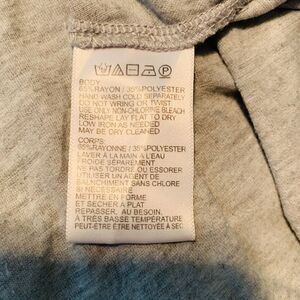 BODY:
65%RAYON / 35%POLYESTER
HAND WASH COLD SEPARATELY
DO NOT WRING OR TWIST
USE ONLY NON-CHLORINE BLEACH
RESHAPE LAY FLAT TO DRY
LOW IRON AS NEEDED
MAY BE DRY CLEANED
CORPS:
65%RAYONNE / 35%POLYESTER
LAVER À LA MAIN A L'EAU
FROIDE SÉPARÉMENT
NE PAS TORDRE OU ESSORER
UTILISER UN AGENT DE
BLANCHIMENT SANS CHLORE
SI NÉCESSAIRE
METTRE EN FORME
ET SECHER A PLAT
REPASSER, AU BESOIN,
À TRÈS BASSE TEMPÉRATURE
PEUT-ÊTRE ÊTRE NETTOYÉE À SEC